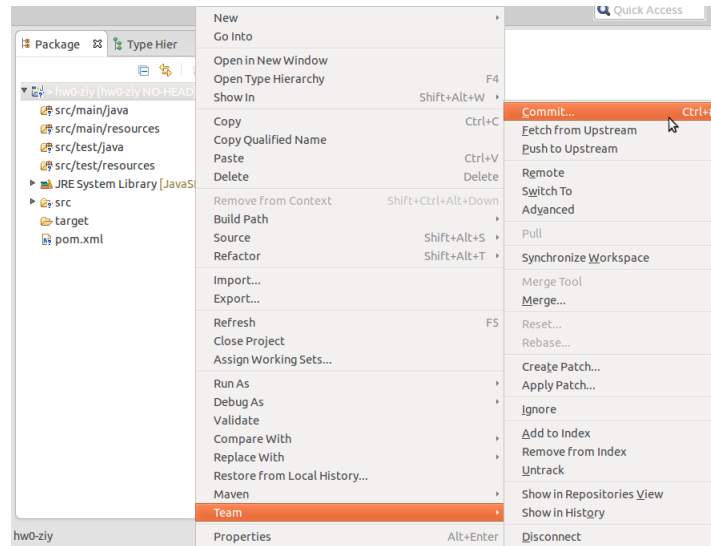 Quick Access
Package
Type Hier
> hw0-ziy [hw0-ziy NO-HEAD]
src/main/java
src/main/resources
src/test/java
src/test/resources
JRE System Library [JavaS
src
target
pom.xml
hw0-ziy
New
Go Into
Open in New Window
Open Type Hierarchy F4
Show In Shift+Alt+W
Copy Ctrl+C
Copy Qualified Name
Paste Ctrl+V
Delete Delete
Remove from Context Shift+Ctrl+Alt+Down
Build Path
Source Shift+Alt+S
Refactor Shift+Alt+T
Import...
Export...
Refresh F5
Close Project
Assign Working Sets...
Run As
Debug As
Validate
Compare With
Replace With
Restore from Local History...
Maven
Team
Properties Alt+Enter
Commit... Ctrl+
Fetch from Upstream
Push to Upstream
Remote
Switch To
Advanced
Pull
Synchronize Workspace
Merge Tool
Merge...
Reset...
Rebase...
Create Patch...
Apply Patch...
Ignore
Add to Index
Remove from Index
Untrack
Show in Repositories View
Show in History
Disconnect